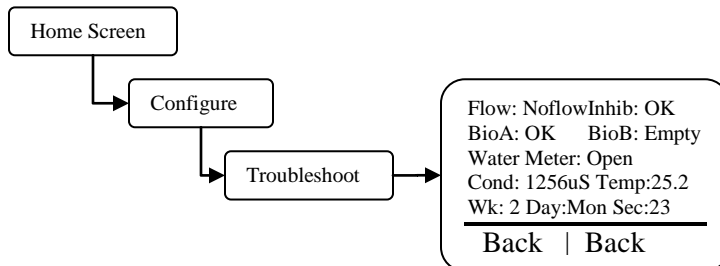 Home Screen
Configure
Troubleshoot
Flow: NoflowInhib: OK
BioA: OK BioB: Empty
Water Meter: Open
Cond: 1256uS Temp:25.2
Wk: 2 Day:Mon Sec:23
Back | Back